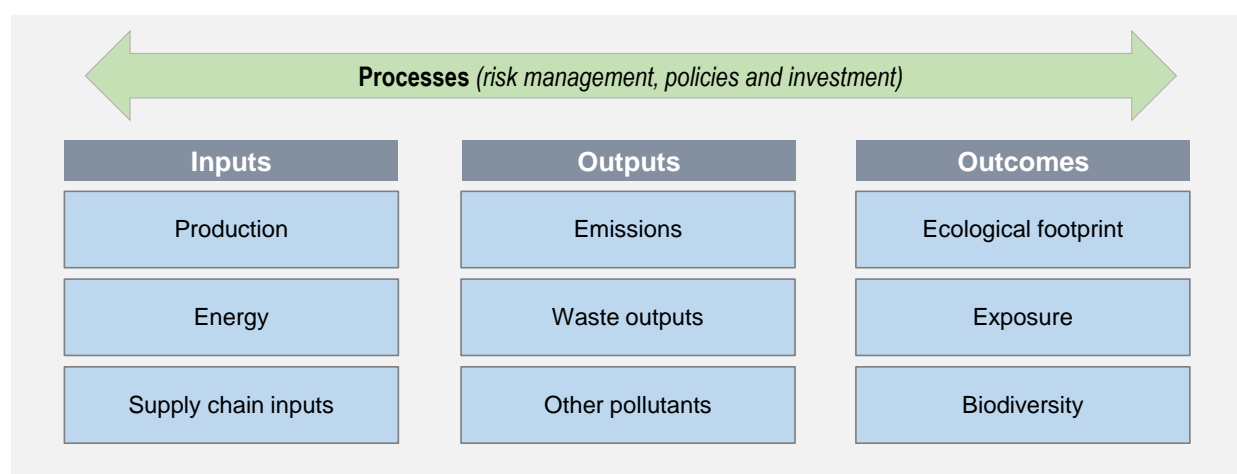 Processes (risk management, policies and investment)
Inputs
Outputs
Outcomes
Production
Emissions
Ecological footprint
Energy
Waste outputs
Exposure
Supply chain inputs
Other pollutants
Biodiversity